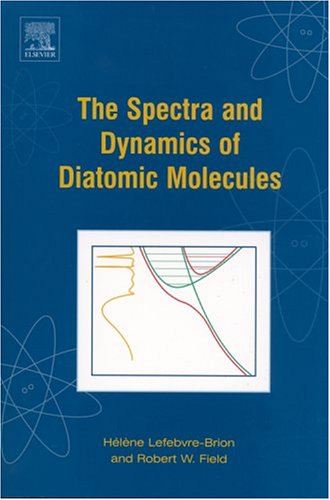 ELSEVIER
The Spectra and
Dynamics of
Diatomic Molecules
Hélène Lefebvre-Brion
and Robert W. Field